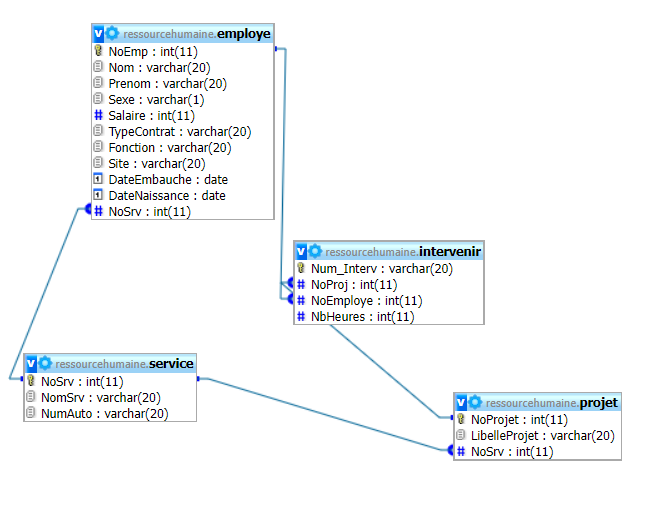 ressourcehumaine.employe
NoEmp : int(11)
Nom : varchar(20)
Prenom : varchar(20)
Sexe : varchar(1)
# Salaire : int(11)
TypeContrat : varchar(20)
Fonction : varchar(20)
Site : varchar(20)
DateEmbauche : date
DateNaissance : date
# NoSrv : int(11)
ressourcehumaine.intervenir
Num_Interv : varchar(20)
# NoProj : int(11)
# NoEmploye : int(11)
# NbHeures : int(11)
ressourcehumaine.service
NoSrv : int(11)
NomSrv : varchar(20)
NumAuto : varchar(20)
ressourcehumaine.projet
NoProjet : int(11)
LibelleProjet : varchar(20)
# NoSrv : int(11)